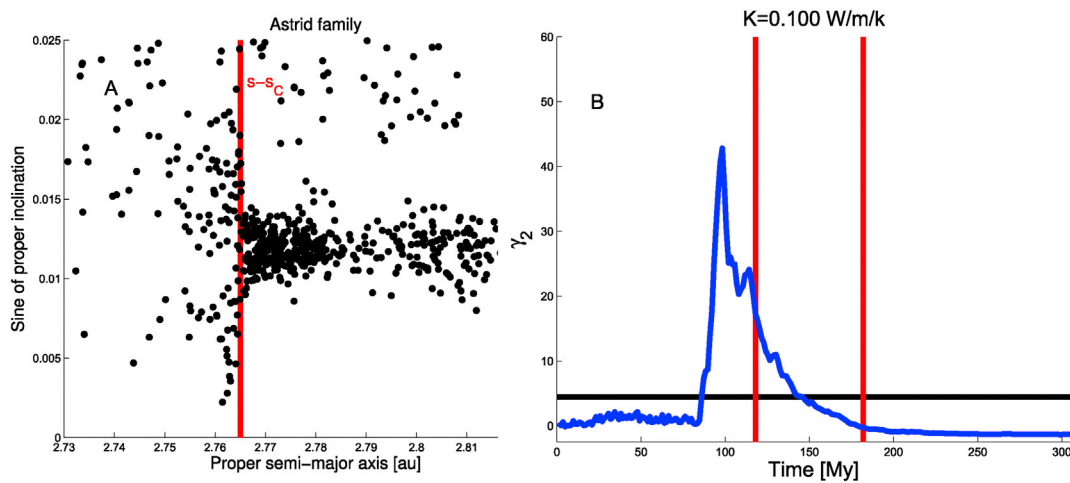 Astrid family
0.025
0.02
0.015
0.01
0.005
0
Sine of proper inclination
A
s−s_C
2.73 2.74 2.75 2.76 2.77 2.78 2.79 2.8 2.81
Proper semi−major axis [au]
K=0.100 W/m/k
60
50
40
30
20
10
0
γ₂
B
0 50 100 150 200 250 300
Time [My]